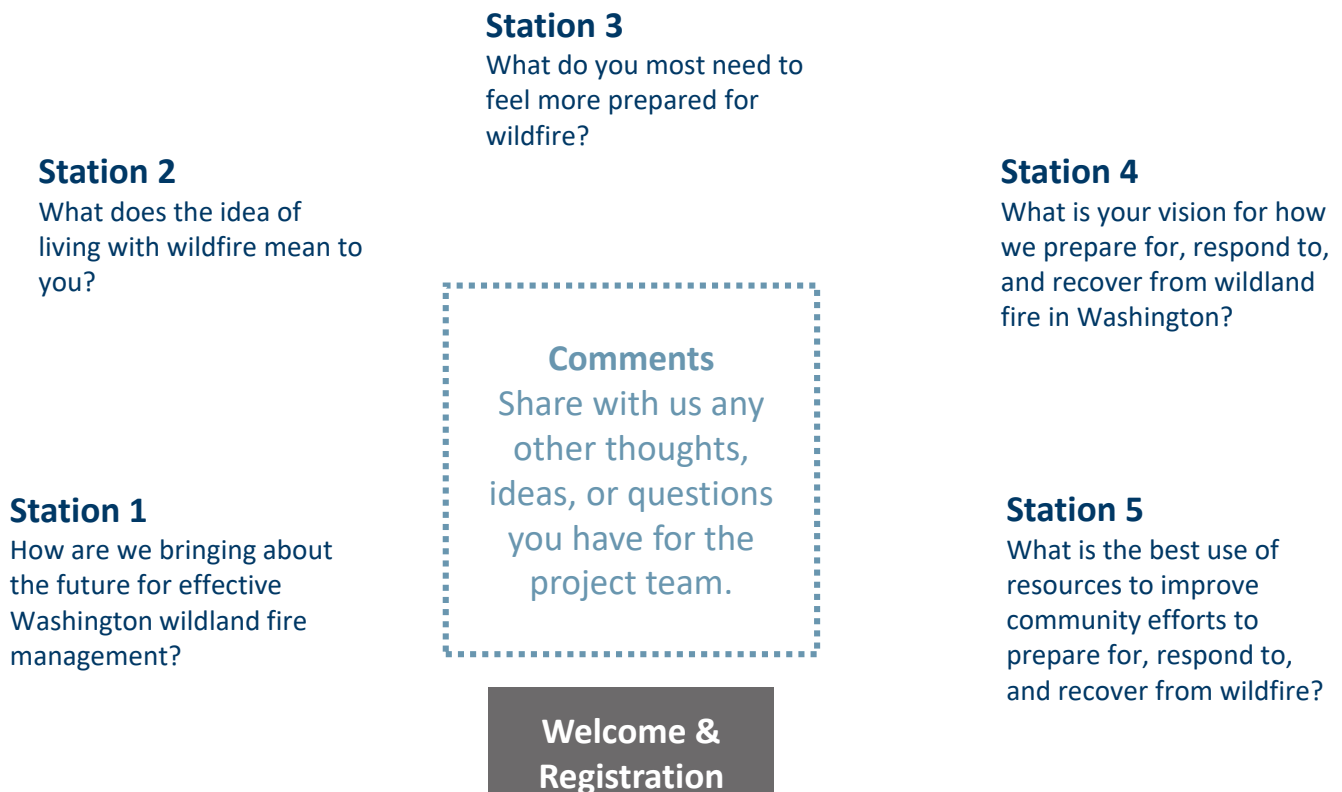 Station 3
What do you most need to
feel more prepared for
wildfire?
Station 2
What does the idea of
living with wildfire mean to
you?
Station 4
What is your vision for how
we prepare for, respond to,
and recover from wildland
fire in Washington?
Comments
Share with us any
other thoughts,
ideas, or questions
you have for the
project team.
Station 1
How are we bringing about
the future for effective
Washington wildland fire
management?
Station 5
What is the best use of
resources to improve
community efforts to
prepare for, respond to,
and recover from wildfire?
Welcome &
Registration